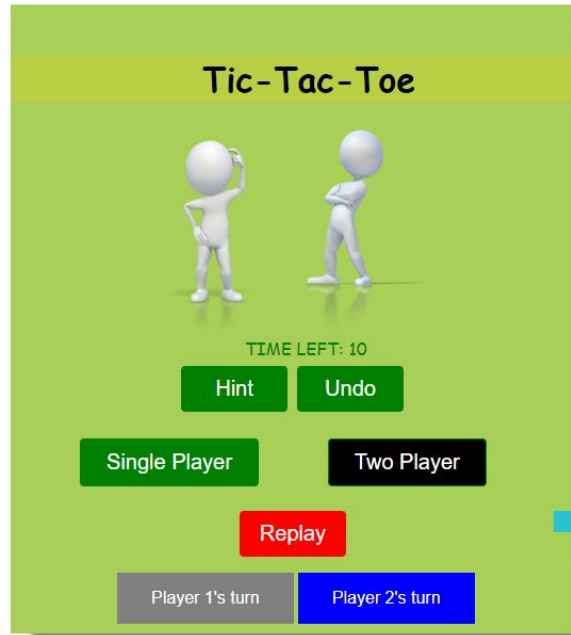 Tic-Tac-Toe
TIME LEFT: 10
Hint Undo
Single Player Two Player
Replay
Player 1's turn Player 2's turn